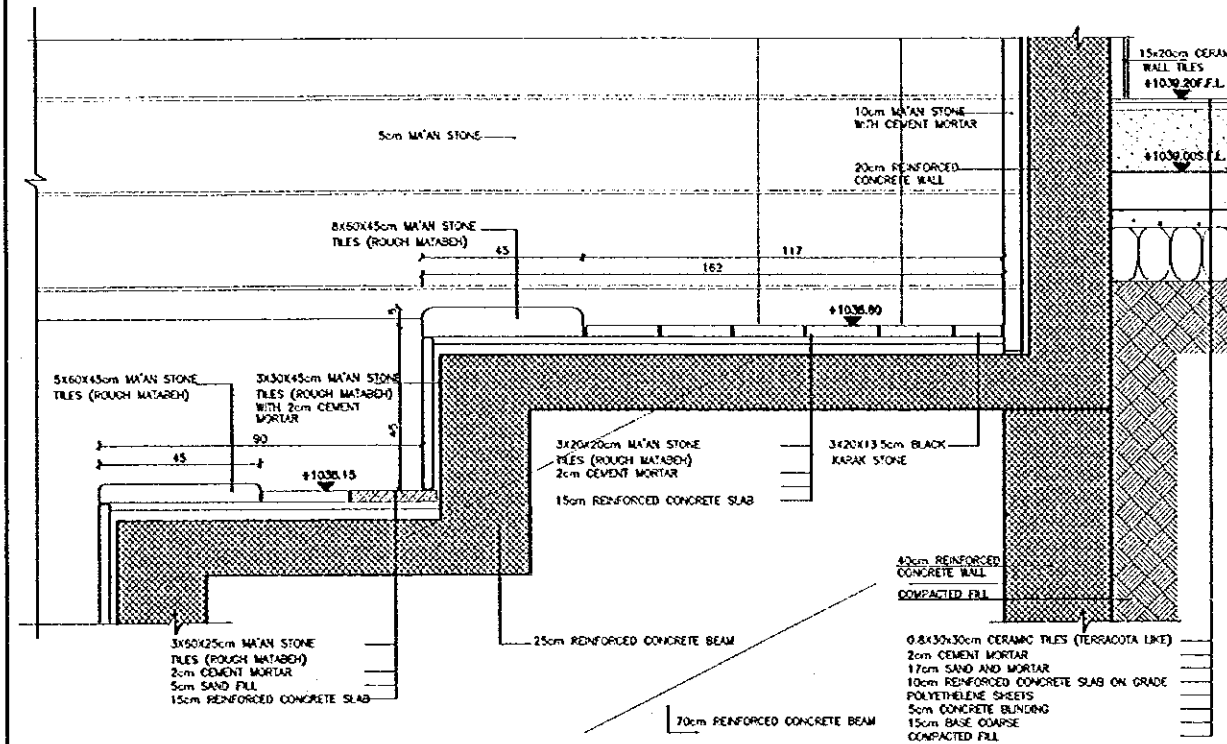 15x20cm CERAM
WALL TILES
+1039.20F.F.L.
5cm MA'AN STONE
10cm MA'AN STONE
WITH CEMENT MORTAR
+1039.00S.F.L.
20cm REINFORCED
CONCRETE WALL
8X60X45cm MA'AN STONE
TILES (ROUGH MATABEH)
45
117
162
5
+1036.60
5X60X45cm MA'AN STONE
TILES (ROUGH MATABEH)
3X30X45cm MA'AN STONE
TILES (ROUGH MATABEH)
WITH 2cm CEMENT
MORTAR
90
45
45
+1036.15
3X20X20cm MA'AN STONE
TILES (ROUGH MATABEH)
2cm CEMENT MORTAR
15cm REINFORCED CONCRETE SLAB
3X20X13.5cm BLACK
KARAK STONE
40cm REINFORCED
CONCRETE WALL
COMPACTED FILL
3X60X25cm MA'AN STONE
TILES (ROUGH MATABEH)
2cm CEMENT MORTAR
5cm SAND FILL
15cm REINFORCED CONCRETE SLAB
25cm REINFORCED CONCRETE BEAM
70cm REINFORCED CONCRETE BEAM
0.8X30x30cm CERAMIC TILES (TERRACOTA LIKE)
2cm CEMENT MORTAR
17cm SAND AND MORTAR
10cm REINFORCED CONCRETE SLAB ON GRADE
POLYETHELENE SHEETS
5cm CONCRETE BLINDING
15cm BASE COARSE
COMPACTED FILL